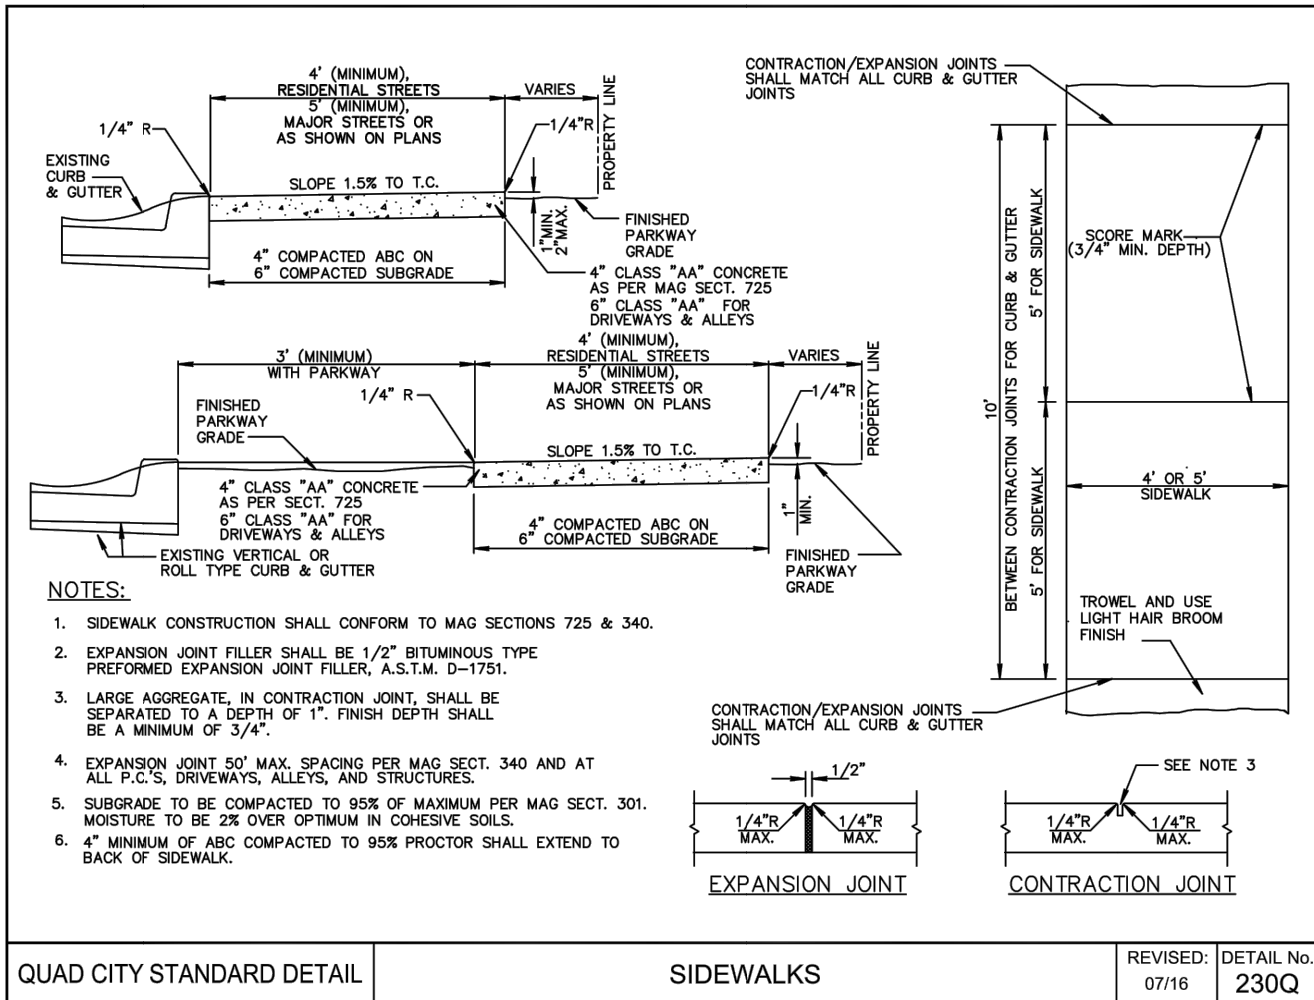 4' (MINIMUM),
RESIDENTIAL STREETS
5' (MINIMUM),
MAJOR STREETS OR
AS SHOWN ON PLANS
VARIES
PROPERTY LINE
1/4" R
1/4"R
EXISTING
CURB
& GUTTER
SLOPE 1.5% TO T.C.
1"MIN.
2"MAX.
FINISHED
PARKWAY
GRADE
4" COMPACTED ABC ON
6" COMPACTED SUBGRADE
4" CLASS "AA" CONCRETE
AS PER MAG SECT. 725
6" CLASS "AA" FOR
DRIVEWAYS & ALLEYS
3' (MINIMUM)
WITH PARKWAY
4' (MINIMUM),
RESIDENTIAL STREETS
5' (MINIMUM),
MAJOR STREETS OR
AS SHOWN ON PLANS
VARIES
PROPERTY LINE
1/4" R
1/4"R
FINISHED
PARKWAY
GRADE
SLOPE 1.5% TO T.C.
4" CLASS "AA" CONCRETE
AS PER SECT. 725
6" CLASS "AA" FOR
DRIVEWAYS & ALLEYS
1"
MIN.
4" COMPACTED ABC ON
6" COMPACTED SUBGRADE
EXISTING VERTICAL OR
ROLL TYPE CURB & GUTTER
FINISHED
PARKWAY
GRADE
CONTRACTION/EXPANSION JOINTS
SHALL MATCH ALL CURB & GUTTER
JOINTS
10'
BETWEEN CONTRACTION JOINTS FOR CURB & GUTTER
5' FOR SIDEWALK
5' FOR SIDEWALK
SCORE MARK
(3/4" MIN. DEPTH)
4' OR 5'
SIDEWALK
TROWEL AND USE
LIGHT HAIR BROOM
FINISH
CONTRACTION/EXPANSION JOINTS
SHALL MATCH ALL CURB & GUTTER
JOINTS
NOTES:
1. SIDEWALK CONSTRUCTION SHALL CONFORM TO MAG SECTIONS 725 & 340.
2. EXPANSION JOINT FILLER SHALL BE 1/2" BITUMINOUS TYPE
PREFORMED EXPANSION JOINT FILLER, A.S.T.M. D-1751.
3. LARGE AGGREGATE, IN CONTRACTION JOINT, SHALL BE
SEPARATED TO A DEPTH OF 1". FINISH DEPTH SHALL
BE A MINIMUM OF 3/4".
4. EXPANSION JOINT 50' MAX. SPACING PER MAG SECT. 340 AND AT
ALL P.C.'S, DRIVEWAYS, ALLEYS, AND STRUCTURES.
5. SUBGRADE TO BE COMPACTED TO 95% OF MAXIMUM PER MAG SECT. 301.
MOISTURE TO BE 2% OVER OPTIMUM IN COHESIVE SOILS.
6. 4" MINIMUM OF ABC COMPACTED TO 95% PROCTOR SHALL EXTEND TO
BACK OF SIDEWALK.
1/2"
1/4"R
MAX.
1/4"R
MAX.
EXPANSION JOINT
SEE NOTE 3
1/4"R
MAX.
1/4"R
MAX.
CONTRACTION JOINT
QUAD CITY STANDARD DETAIL
SIDEWALKS
REVISED:
07/16
DETAIL No.
230Q